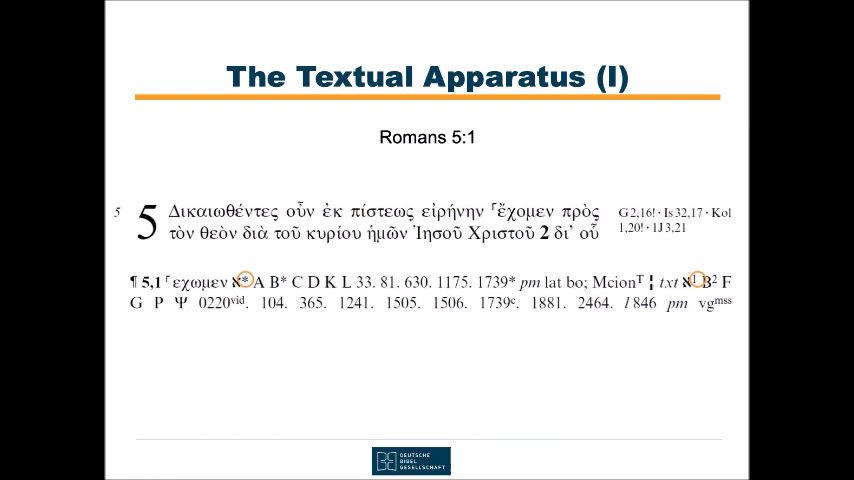 The Textual Apparatus (I)
Romans 5:1
5 5 Δικαιωθέντες οὖν ἐκ πίστεως εἰρήνην ⸀ἔχομεν πρὸς
τὸν θεὸν διὰ τοῦ κυρίου ἡμῶν Ἰησοῦ Χριστοῦ 2 δι’ οὗ
G 2,16! · Is 32,17 · Kol
1,20! · 1J 3,21
¶ 5,1 ⸀εχωμεν ℵ* A B* C D K L 33. 81. 630. 1175. 1739* pm lat bo; McionT ¦ txt ℵ1 B2 F
G P Ψ 0220vid. 104. 365. 1241. 1505. 1506. 1739c. 1881. 2464. l 846 pm vgmss
DEUTSCHE
BIBEL
GESELLSCHAFT